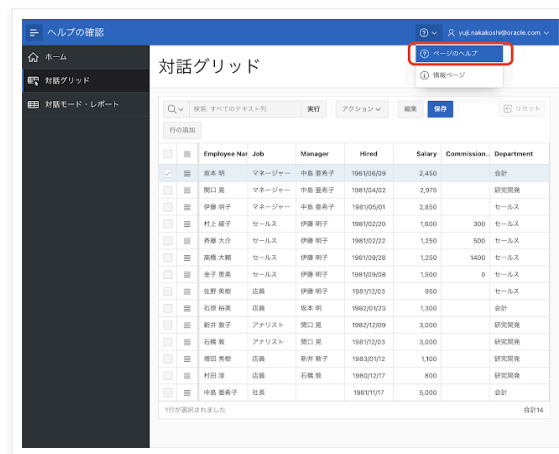 ヘルプの確認
yuji.nakakoshi@oracle.com
ページのヘルプ
情報ページ
ホーム
対話グリッド
対話モード・レポート
対話グリッド
検索: すべてのテキスト列 実行 アクション 編集 保存 リセット
行の追加
Employee Nar Job Manager Hired Salary Commission.. Department
坂本 明 マネージャー 中島 亜希子 1981/06/09 2,450 会計
関口 晃 マネージャー 中島 亜希子 1981/04/02 2,975 研究開発
伊藤 明子 マネージャー 中島 亜希子 1981/05/01 2,850 セールス
村上 綾子 セールス 伊藤 明子 1981/02/20 1,600 300 セールス
斉藤 大介 セールス 伊藤 明子 1981/02/22 1,250 500 セールス
高橋 大輔 セールス 伊藤 明子 1981/09/28 1,250 1400 セールス
金子 恵美 セールス 伊藤 明子 1981/09/08 1,500 0 セールス
佐野 英樹 店員 伊藤 明子 1981/12/03 950 セールス
石原 裕美 店員 坂本 明 1982/01/23 1,300 会計
新井 敦子 アナリスト 関口 晃 1982/12/09 3,000 研究開発
石橋 敦 アナリスト 関口 晃 1981/12/03 3,000 研究開発
増田 秀樹 店員 新井 敦子 1983/01/12 1,100 研究開発
村田 淳 店員 石橋 敦 1980/12/17 800 研究開発
中島 亜希子 社長 1981/11/17 5,000 会計
1行が選択されました 合計14